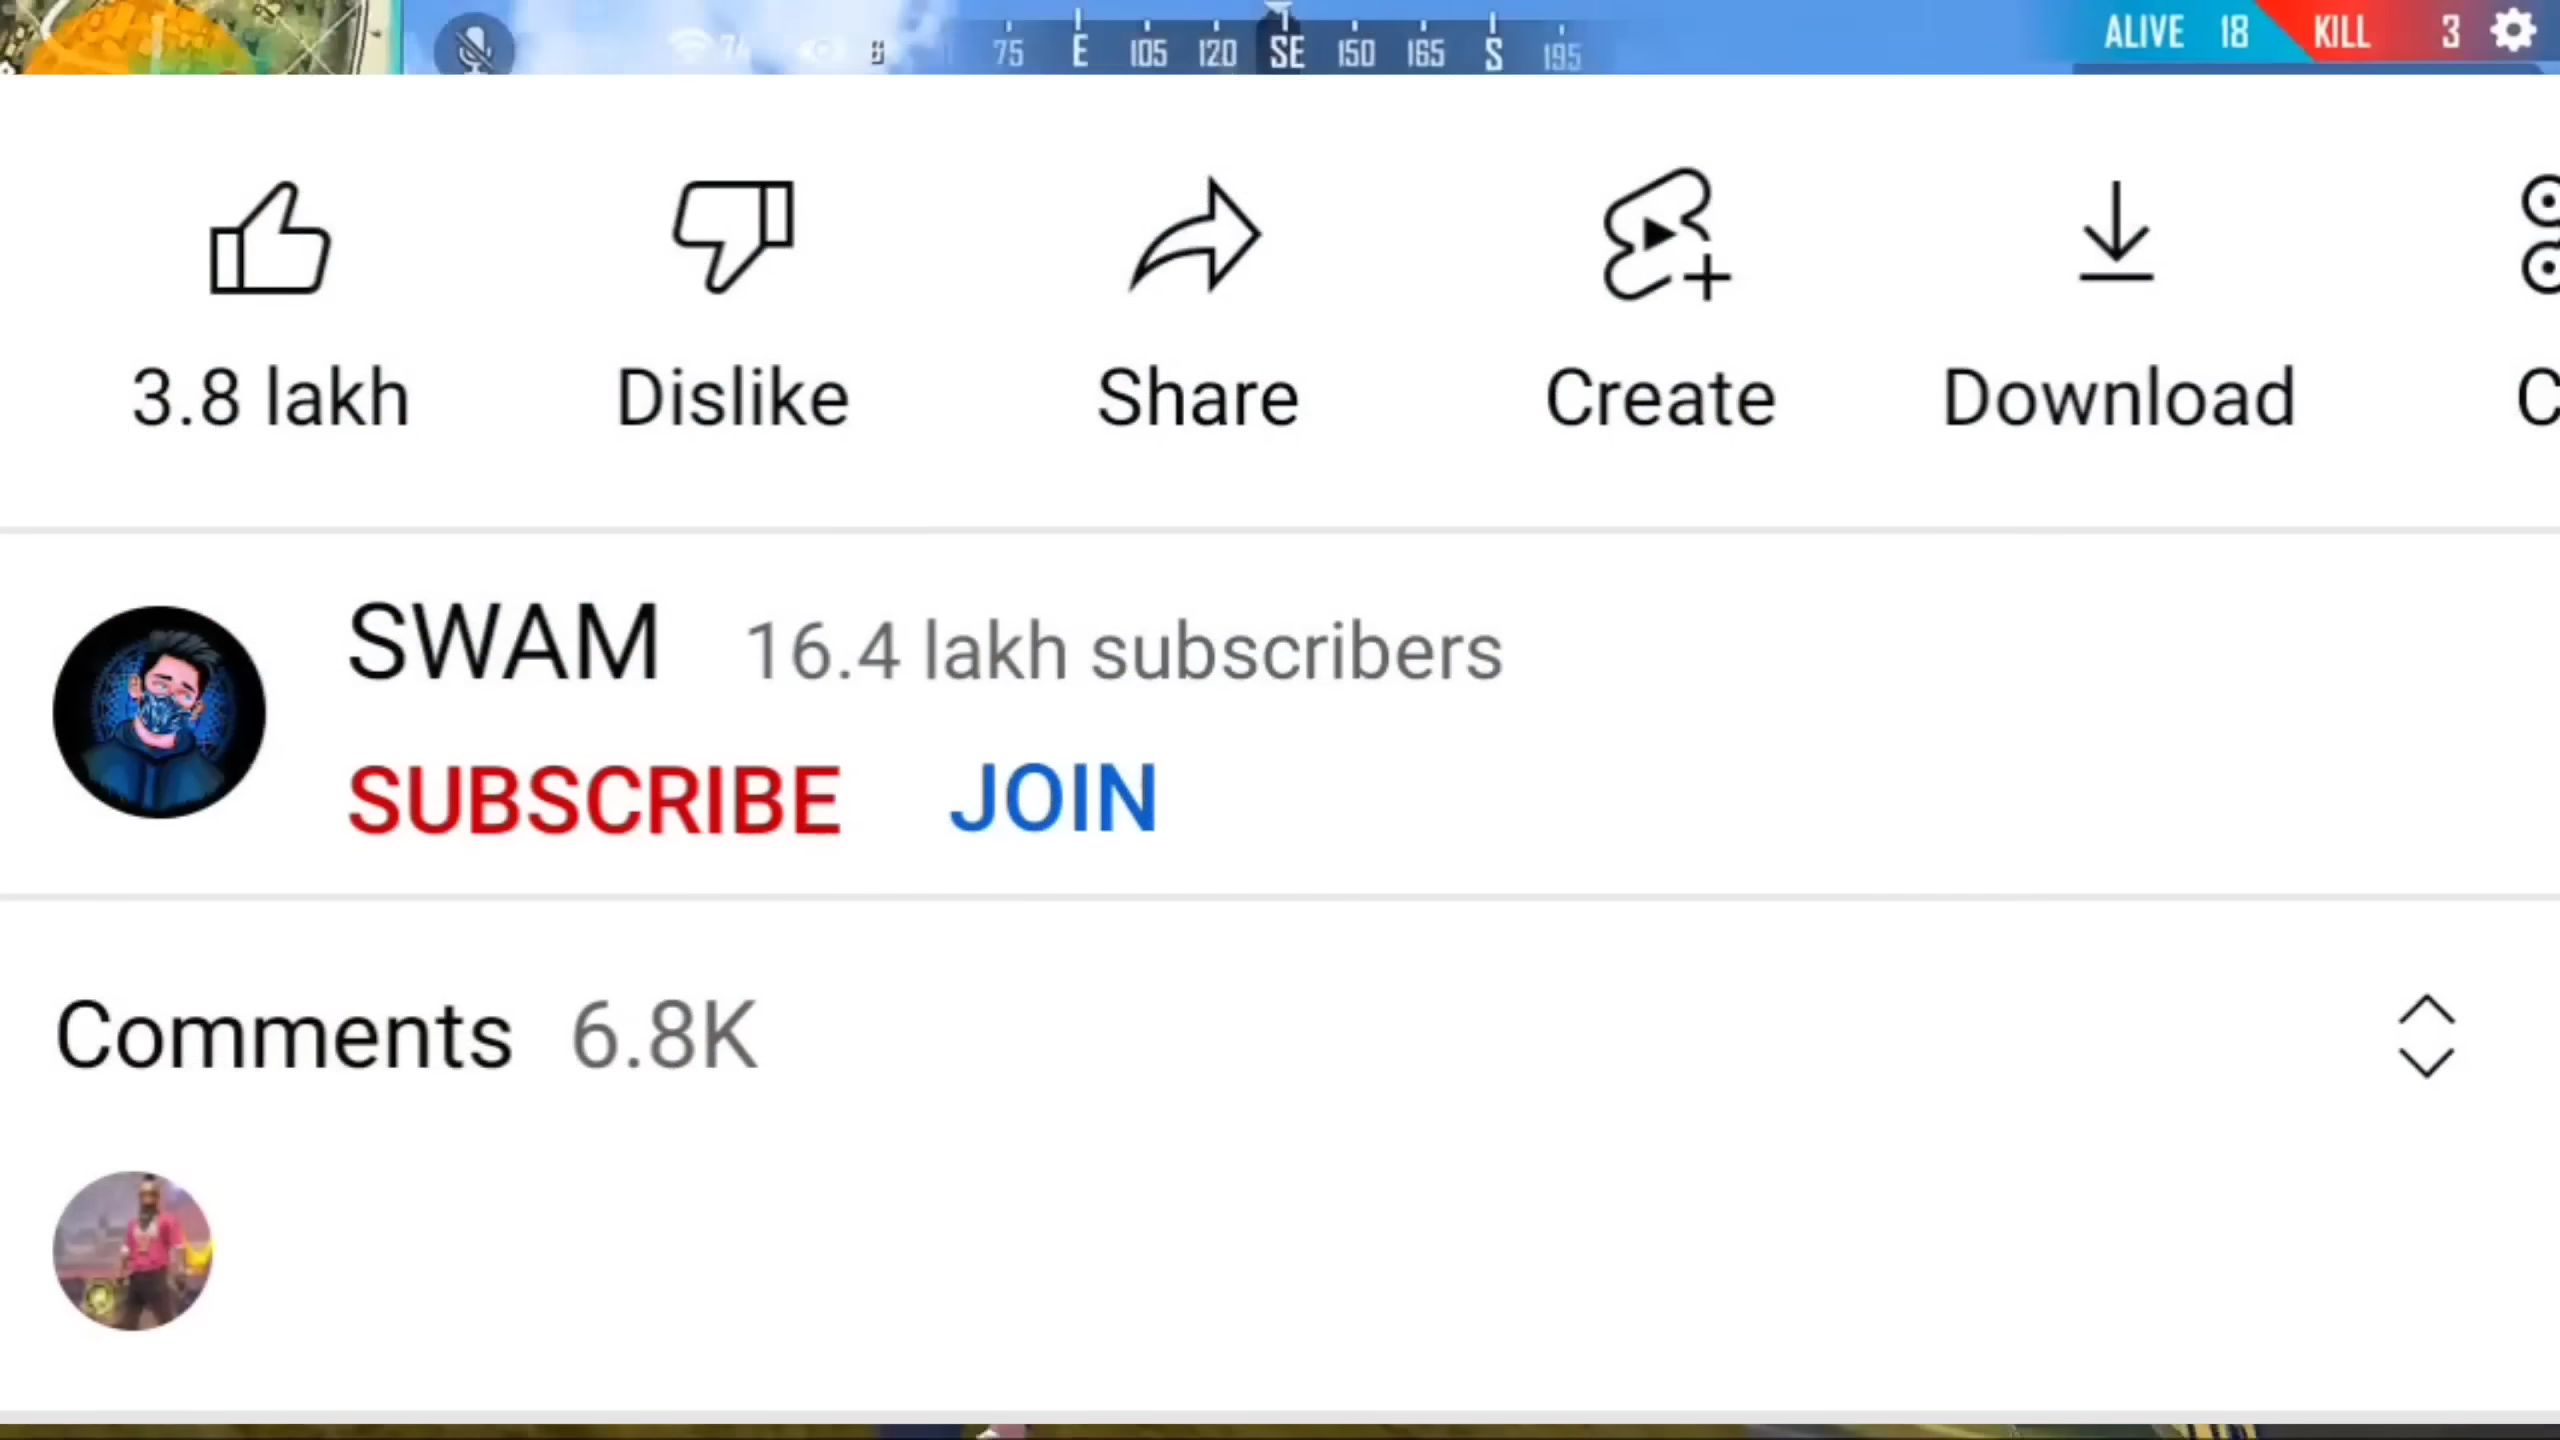 75 E 105 120 SE 150 165 S 195
ALIVE 18 KILL 3
3.8 lakh Dislike Share Create Download
SWAM 16.4 lakh subscribers
SUBSCRIBE JOIN
Comments 6.8K